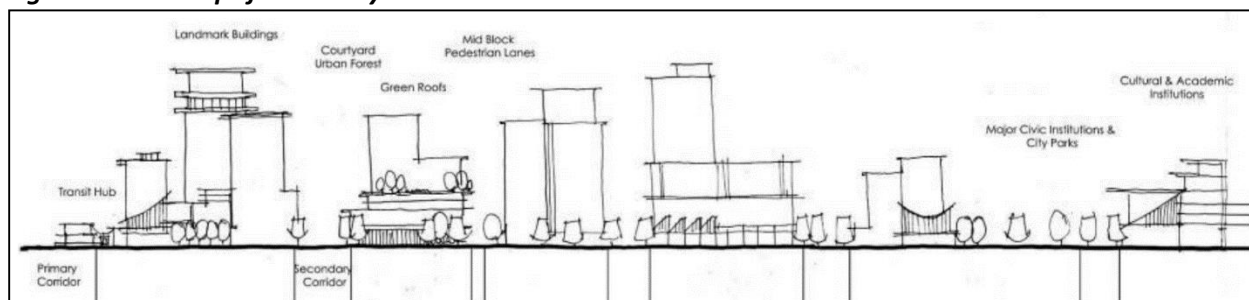 Landmark Buildings
Courtyard
Urban Forest
Mid Block
Pedestrian Lanes
Green Roofs
Cultural & Academic
Institutions
Major Civic Institutions &
City Parks
Transit Hub
Primary
Corridor
Secondary
Corridor